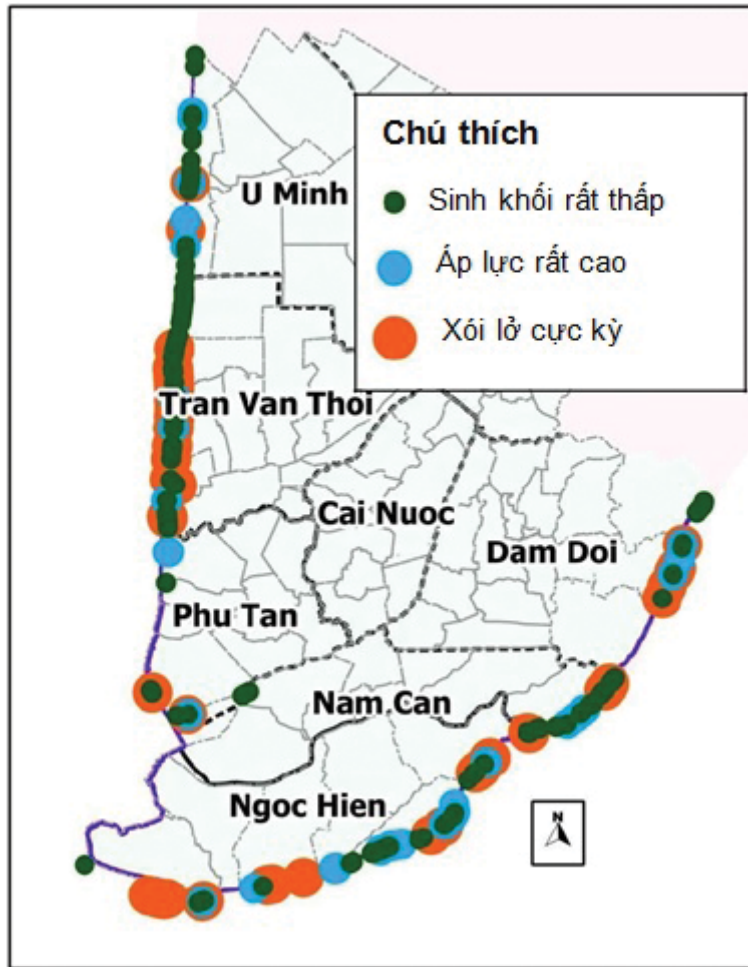 Chú thích
Sinh khối rất thấp
Áp lực rất cao
Xói lở cực kỳ
U Minh
Tran Van Thoi
Cai Nuoc
Dam Doi
Phu Tan
Nam Can
Ngoc Hien
N